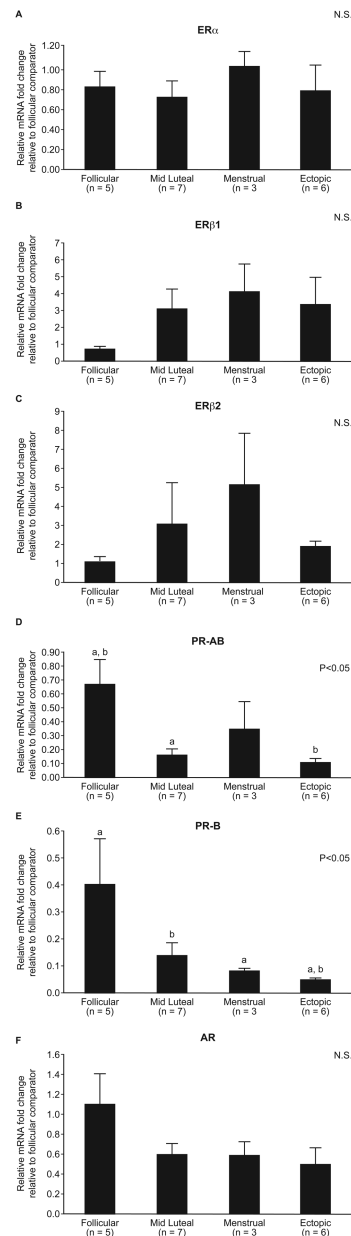 A
N.S.
ERα
Relative mRNA fold change
relative to follicular comparator
1.20
1.00
0.80
0.60
0.40
0.20
0.00
Follicular
(n = 5)
Mid Luteal
(n = 7)
Menstrual
(n = 3
Ectopic
(n = 6)
B
N.S.
ERβ1
Relative mRNA fold change
relative to follicular comparator
7
6
5
4
3
2
1
0
Follicular
(n = 5)
Mid Luteal
(n = 7)
Menstrual
(n = 3
Ectopic
(n = 6)
C
ERβ2
N.S.
Relative mRNA fold change
relative to follicular comparator
9
8
7
6
5
4
3
2
1
0
Follicular
(n = 5)
Mid Luteal
(n = 7)
Menstrual
(n = 3
Ectopic
(n = 6)
D
PR-AB
P<0.05
Relative mRNA fold change
relative to follicular comparator
0.90
0.80
0.70
0.60
0.50
0.40
0.30
0.20
0.10
0.00
a, b
a
b
Follicular
(n = 5)
Mid Luteal
(n = 7)
Menstrual
(n = 3
Ectopic
(n = 6)
E
PR-B
P<0.05
Relative mRNA fold change
relative to follicular comparator
0.6
0.5
0.4
0.3
0.2
0.1
0.0
a
b
a
a, b
Follicular
(n = 5)
Mid Luteal
(n = 7)
Menstrual
(n = 3
Ectopic
(n = 6)
F
AR
N.S.
Relative mRNA fold change
relative to follicular comparator
1.6
1.4
1.2
1.0
0.8
0.6
0.4
0.2
0.0
Follicular
(n = 5)
Mid Luteal
(n = 7)
Menstrual
(n = 3
Ectopic
(n = 6)